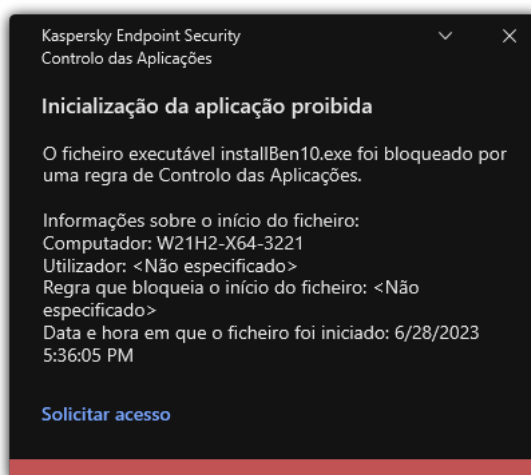 Kaspersky Endpoint Security
Controlo das Aplicações
Inicialização da aplicação proibida
O ficheiro executável installBen10.exe foi bloqueado por
uma regra de Controlo das Aplicações.
Informações sobre o início do ficheiro:
Computador: W21H2-X64-3221
Utilizador: <Não especificado>
Regra que bloqueia o início do ficheiro: <Não
especificado>
Data e hora em que o ficheiro foi iniciado: 6/28/2023
5:36:05 PM
Solicitar acesso